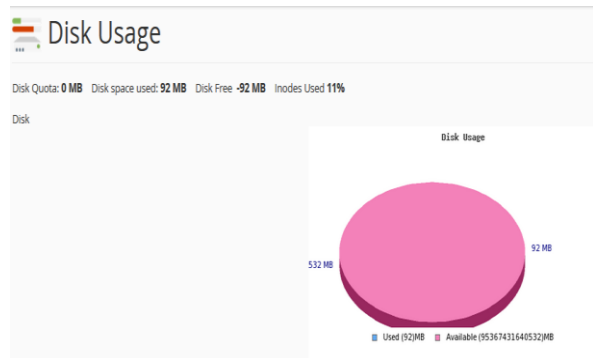 Disk Usage
Disk Quota: 0 MB Disk space used: 92 MB Disk Free -92 MB Inodes Used 11%
Disk
Disk Usage
92 MB
532 MB
Used (92)MB Available (95367431640532)MB